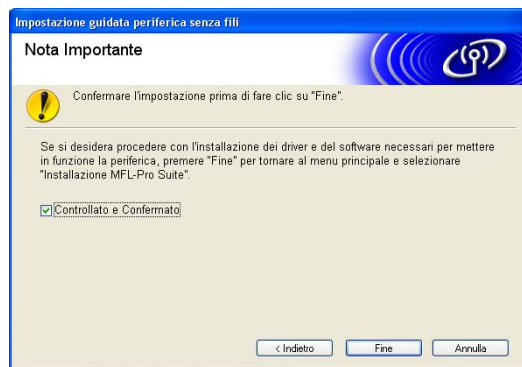 Impostazione guidata periferica senza fili
Nota Importante
Confermare l'impostazione prima di fare clic su "Fine".
Se si desidera procedere con l'installazione dei driver e del software necessari per mettere
in funzione la periferica, premere "Fine" per tornare al menu principale e selezionare
"Installazione MFL-Pro Suite".
Controllato e Confermato
< Indietro
Fine
Annulla